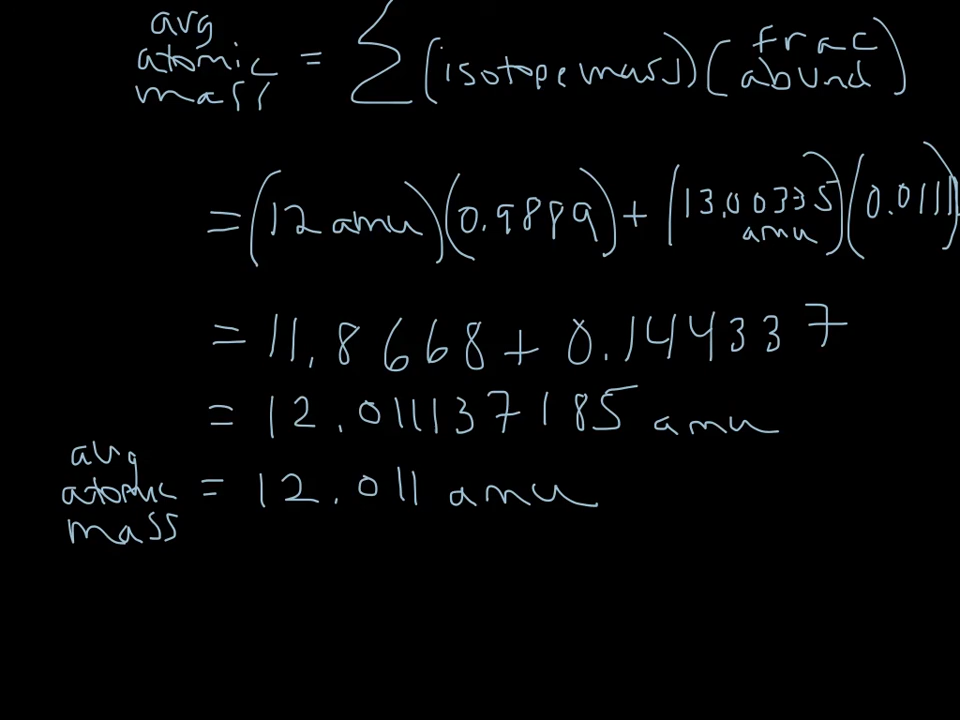 avg
atomic = ∑ (isotope mass) (frac abund)
mass
= (12 amu)(0.9889) + (13.00335 amu)(0.0111)
= 11.8668 + 0.144337
= 12.011137185 amu
avg
atomic = 12.011 amu
mass